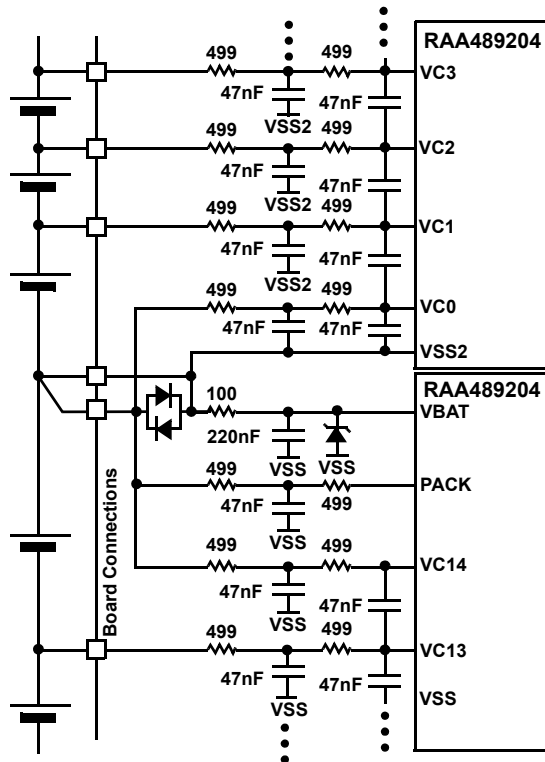 RAA489204
499
499
VC3
47nF
47nF
VSS2
499
499
VC2
47nF
47nF
VSS2
499
499
VC1
47nF
47nF
VSS2
499
499
VC0
47nF
47nF
VSS2
RAA489204
100
VBAT
220nF
VSS
VSS
499
PACK
47nF
499
VSS
499
499
VC14
47nF
47nF
VSS
Board Connections
499
499
VC13
47nF
47nF
VSS
VSS